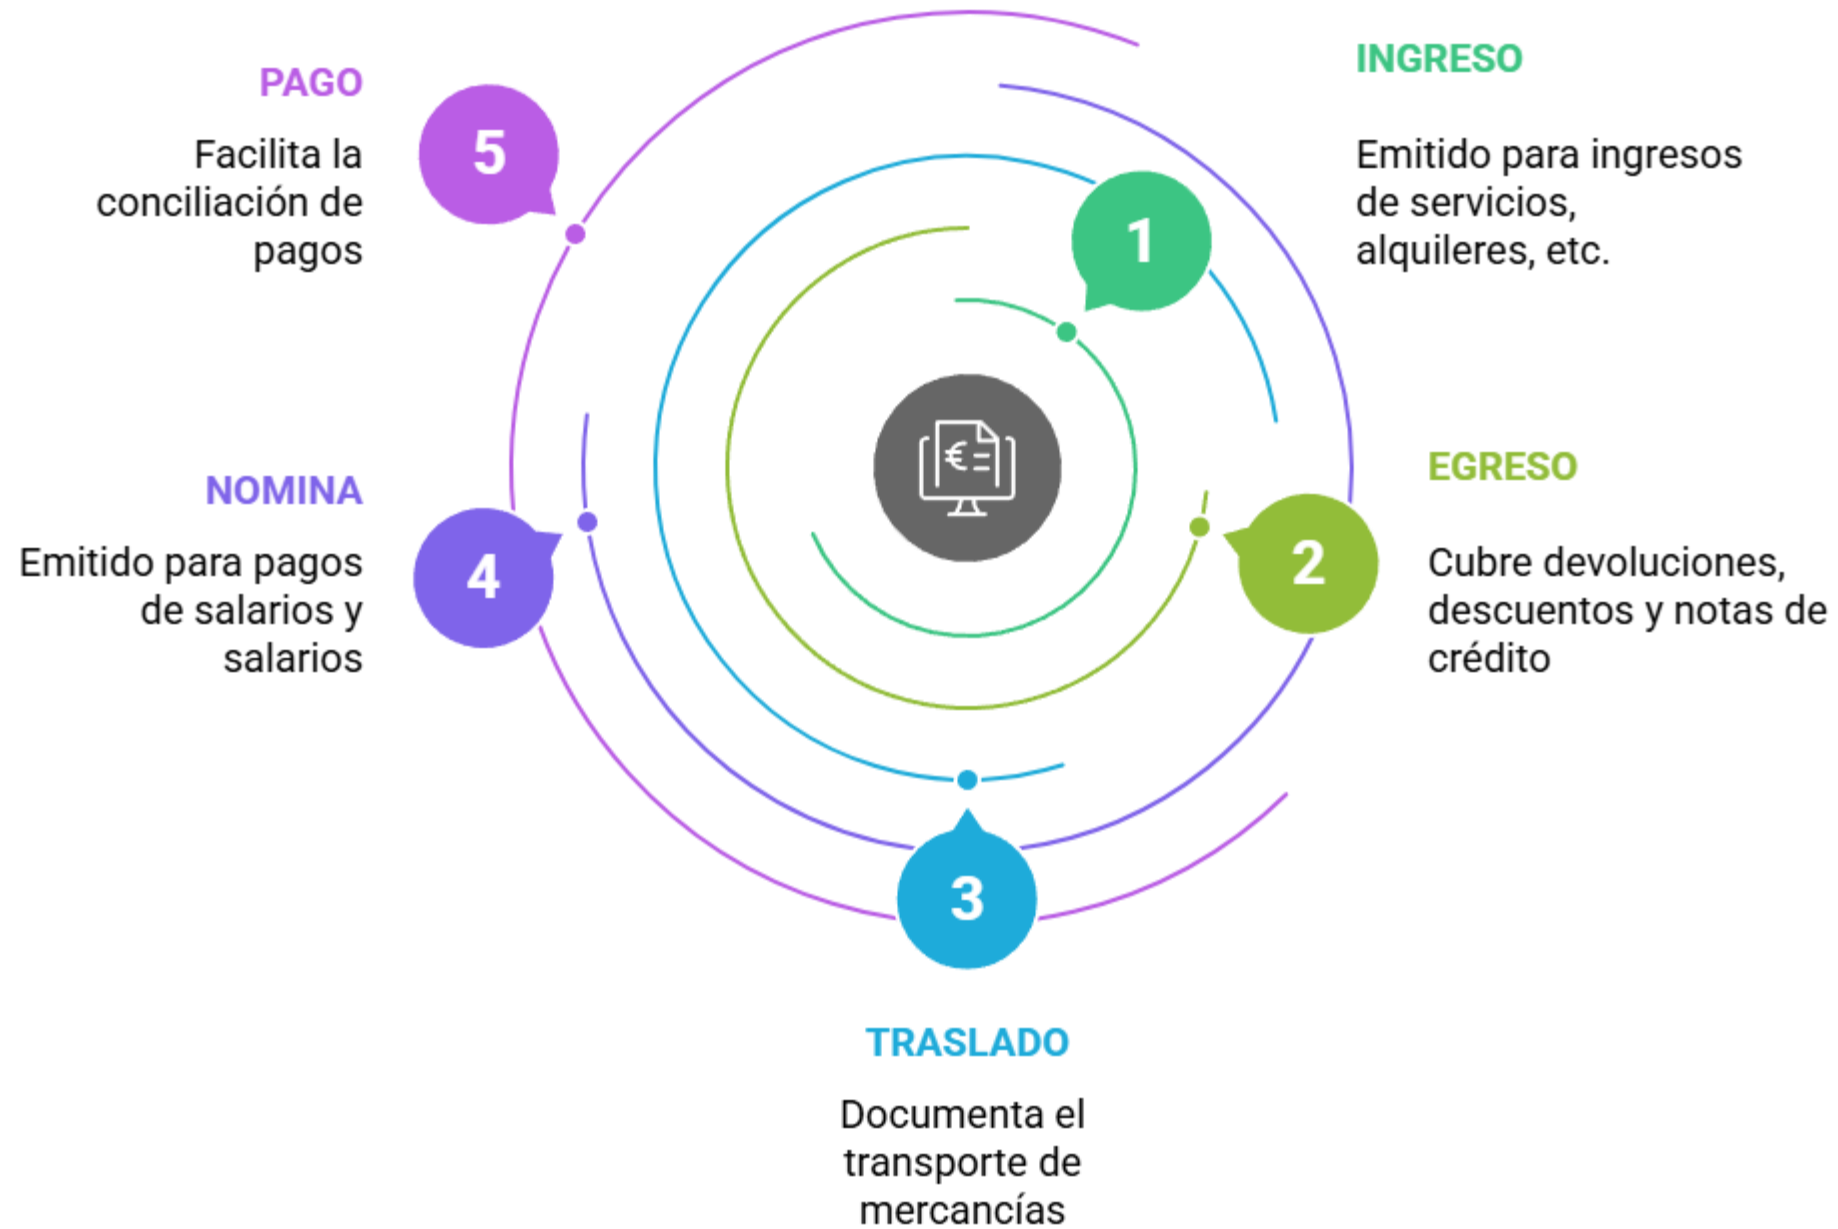 INGRESO
1
Emitido para ingresos
de servicios,
alquileres, etc.
EGRESO
2
Cubre devoluciones,
descuentos y notas de
crédito
3
TRASLADO
Documenta el
transporte de
mercancías
NOMINA
4
Emitido para pagos
de salarios y
salarios
PAGO
5
Facilita la
conciliación de
pagos
€